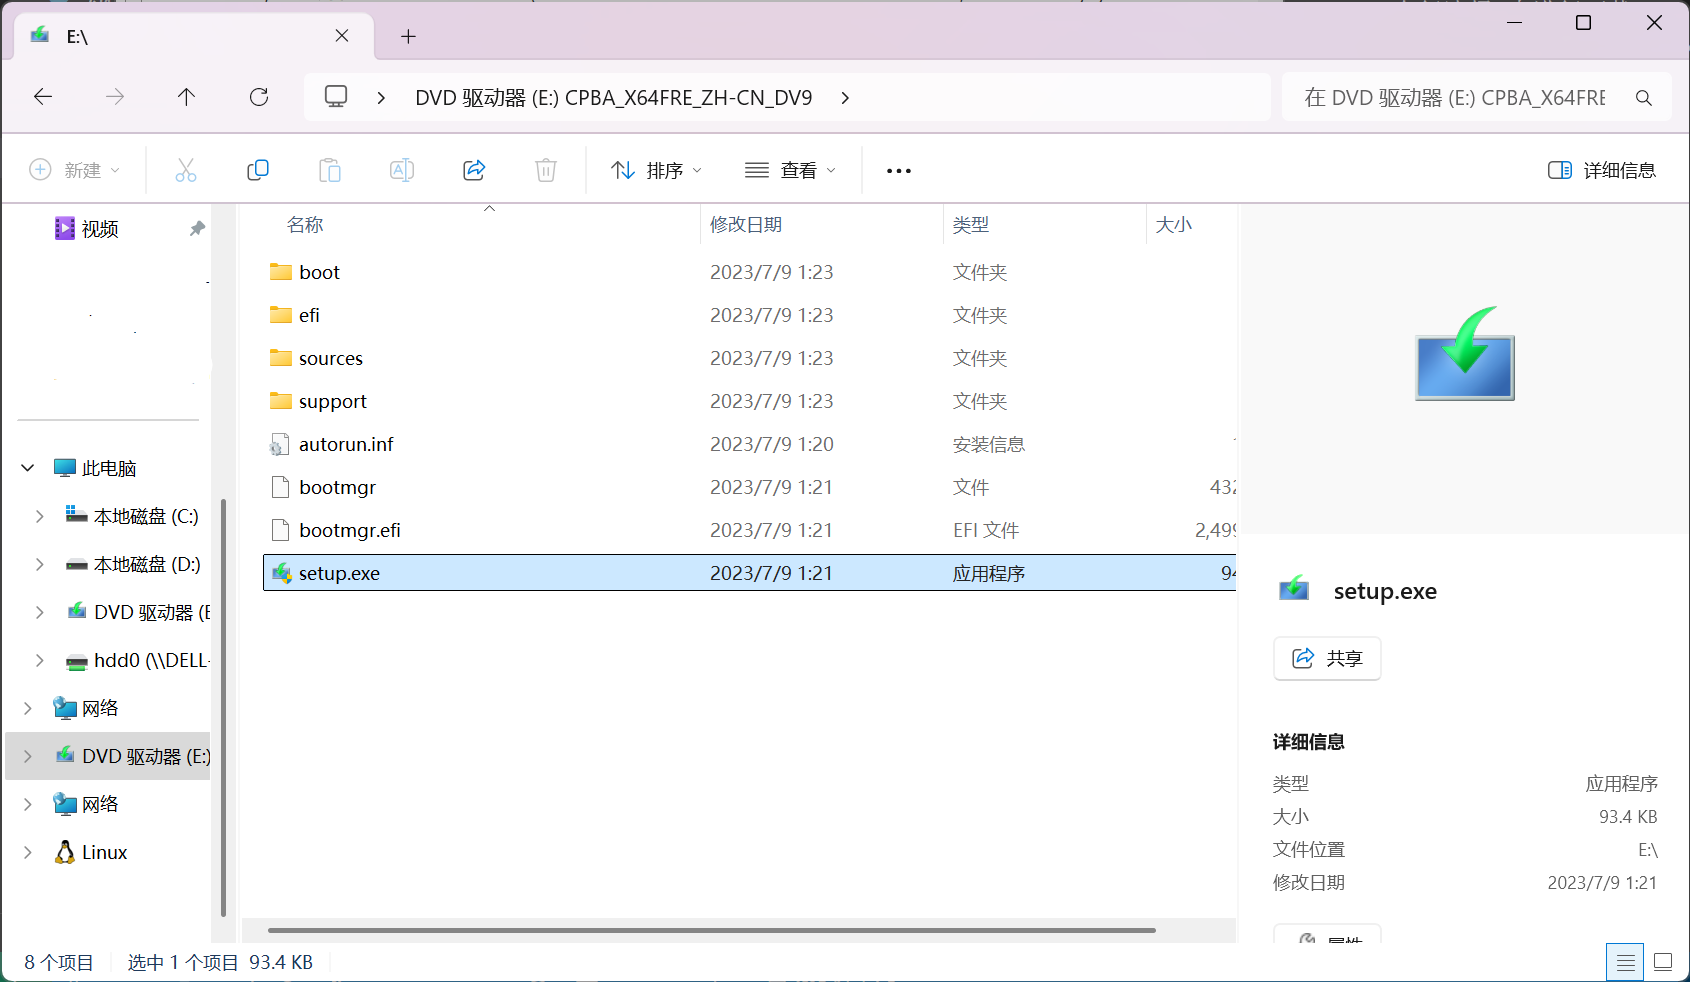 E:\
DVD 驱动器 (E:) CPBA_X64FRE_ZH-CN_DV9
在 DVD 驱动器 (E:) CPBA_X64FRE
新建
排序
查看
详细信息
视频
此电脑
本地磁盘 (C:)
本地磁盘 (D:)
DVD 驱动器 (E
hdd0 (\\DELL-
网络
DVD 驱动器 (E:)
网络
Linux
名称 修改日期 类型 大小
boot 2023/7/9 1:23 文件夹
efi 2023/7/9 1:23 文件夹
sources 2023/7/9 1:23 文件夹
support 2023/7/9 1:23 文件夹
autorun.inf 2023/7/9 1:20 安装信息
bootmgr 2023/7/9 1:21 文件 432
bootmgr.efi 2023/7/9 1:21 EFI 文件 2,499
setup.exe 2023/7/9 1:21 应用程序 94
setup.exe
共享
详细信息
类型 应用程序
大小 93.4 KB
文件位置 E:\
修改日期 2023/7/9 1:21
属性
8 个项目 选中 1 个项目 93.4 KB